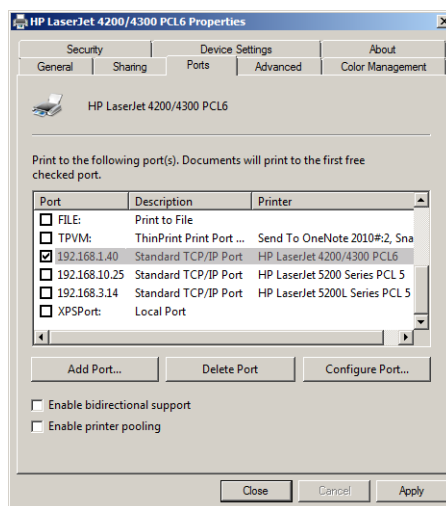 HP LaserJet 4200/4300 PCL6 Properties
Security Device Settings About
General Sharing Ports Advanced Color Management
HP LaserJet 4200/4300 PCL6
Print to the following port(s). Documents will print to the first free
checked port.
Port Description Printer
FILE: Print to File
TPVM: ThinPrint Print Port ... Send To OneNote 2010#:2, Sna
192.168.1.40 Standard TCP/IP Port HP LaserJet 4200/4300 PCL6
192.168.10.25 Standard TCP/IP Port HP LaserJet 5200 Series PCL 5
192.168.3.14 Standard TCP/IP Port HP LaserJet 5200L Series PCL 5
XPSPort: Local Port
Add Port... Delete Port Configure Port...
Enable bidirectional support
Enable printer pooling
Close Cancel Apply